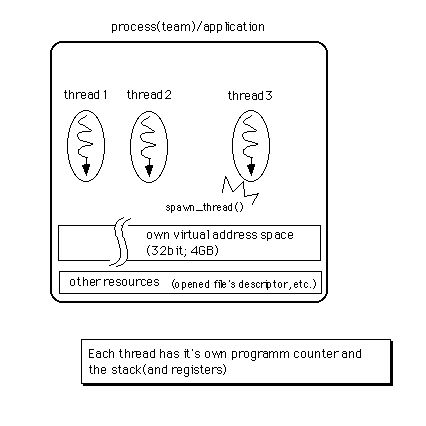 process(team)/application
thread1 thread2 thread3
spawn_thread()
own virtual address space
(32bit; 4GB)
other resources (opened file's descriptor, etc.)
Each thread has it's own programm counter and
the stack(and registers)